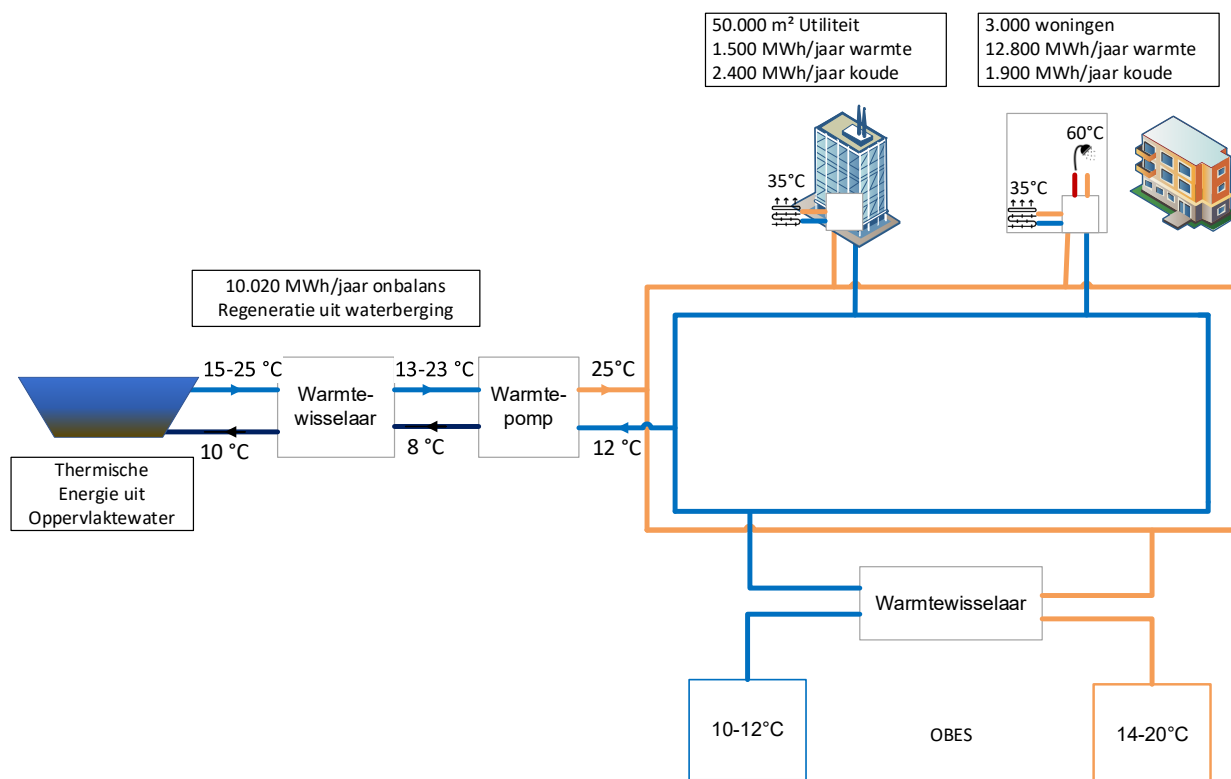 50.000 m² Utiliteit
1.500 MWh/jaar warmte
2.400 MWh/jaar koude
3.000 woningen
12.800 MWh/jaar warmte
1.900 MWh/jaar koude
60°C
35°C
35°C
10.020 MWh/jaar onbalans
Regeneratie uit waterberging
15-25 °C
13-23 °C
25°C
Warmte-
wisselaar
Warmte-
pomp
10 °C
8 °C
12 °C
Thermische
Energie uit
Oppervlaktewater
Warmtewisselaar
10-12°C
OBES
14-20°C